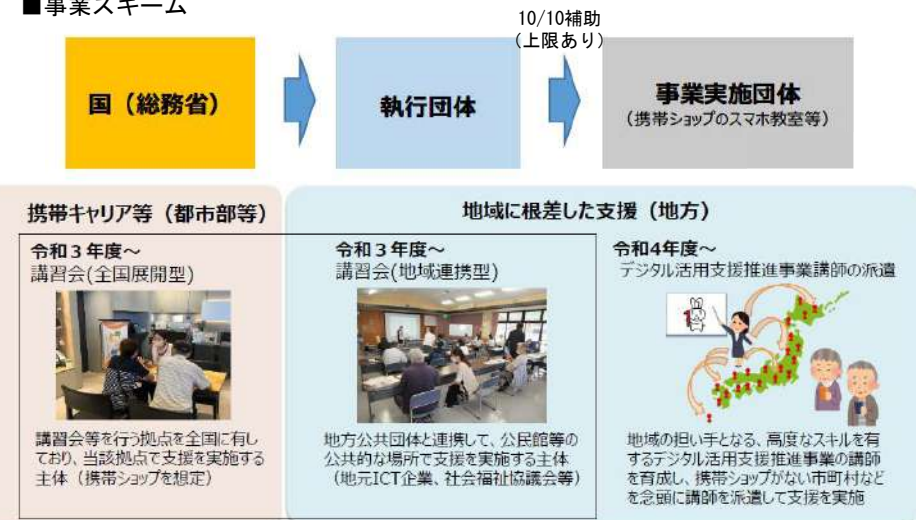 ■事業スキーム
10/10補助
(上限あり)
国（総務省）
執行団体
事業実施団体
（携帯ショップのスマホ教室等）
携帯キャリア等（都市部等）
地域に根差した支援（地方）
令和３年度～
講習会(全国展開型)
講習会等を行う拠点を全国に有し
ており、当該拠点で支援を実施する
主体（携帯ショップを想定）
令和３年度～
講習会(地域連携型)
地方公共団体と連携して、公民館等の
公共的な場所で支援を実施する主体
（地元ICT企業、社会福祉協議会等）
令和4年度～
デジタル活用支援推進事業講師の派遣
地域の担い手となる、高度なスキルを有
するデジタル活用支援推進事業の講師
を育成し、携帯ショップがない市町村など
を念頭に講師を派遣して支援を実施